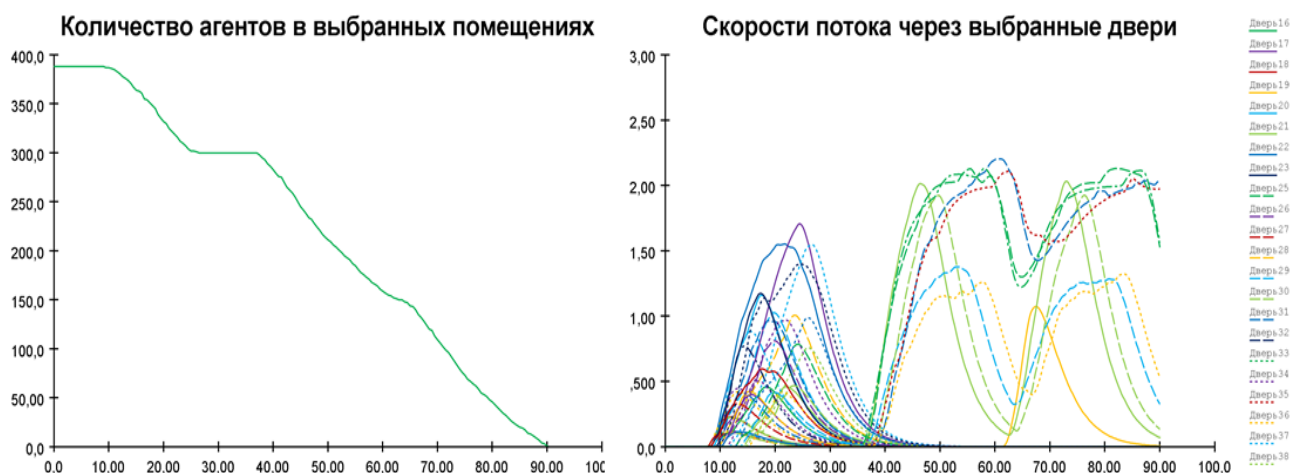 Количество агентов в выбранных помещениях
400,0
350,0
300,0
250,0
200,0
150,0
100,0
50,0
0,0
0.0 10.00 20.00 30.00 40.00 50.00 60.00 70.00 80.00 90.00 100
Скорости потока через выбранные двери
3,00
2,50
2,00
1,50
1,00
,500
0,0
0.0 10.00 20.00 30.00 40.00 50.00 60.00 70.00 80.00 90.00 100.0
Дверь16
Дверь17
Дверь18
Дверь19
Дверь20
Дверь21
Дверь22
Дверь23
Дверь25
Дверь26
Дверь27
Дверь28
Дверь29
Дверь30
Дверь31
Дверь32
Дверь33
Дверь34
Дверь35
Дверь36
Дверь37
Дверь38